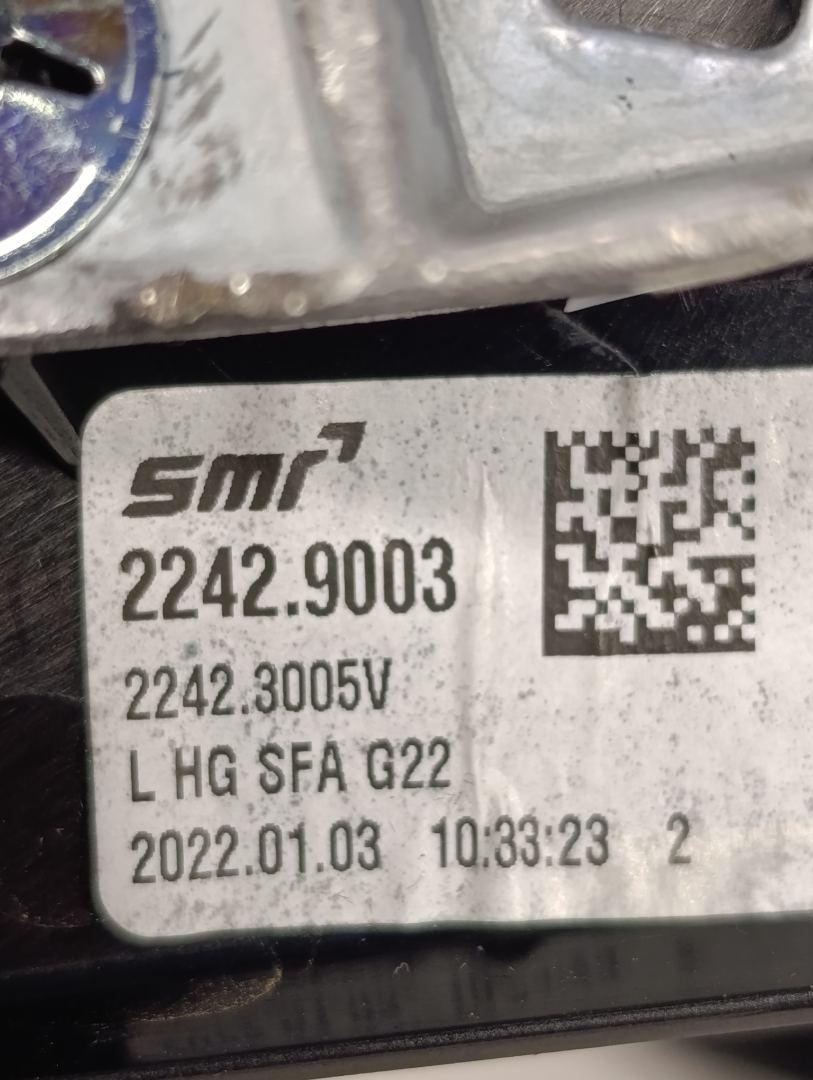 smr
2242.9003
2242.3005V
L HG SFA G22
2022.01.03 10:33:23 2